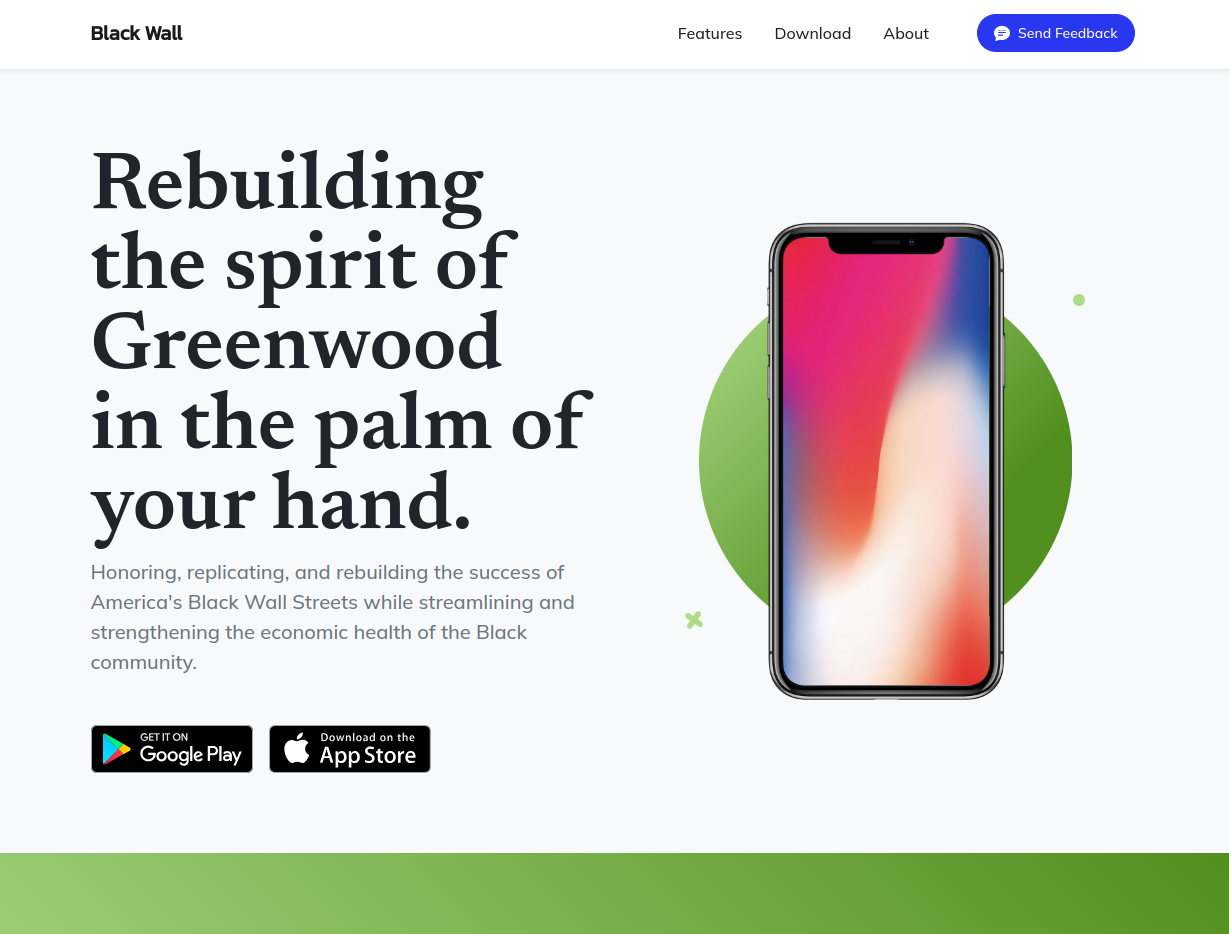 Black Wall
Features
Download
About
Send Feedback
Rebuilding
the spirit of
Greenwood
in the palm of
your hand.
Honoring, replicating, and rebuilding the success of
America's Black Wall Streets while streamlining and
strengthening the economic health of the Black
community.
GET IT ON
Google Play
Download on the
App Store